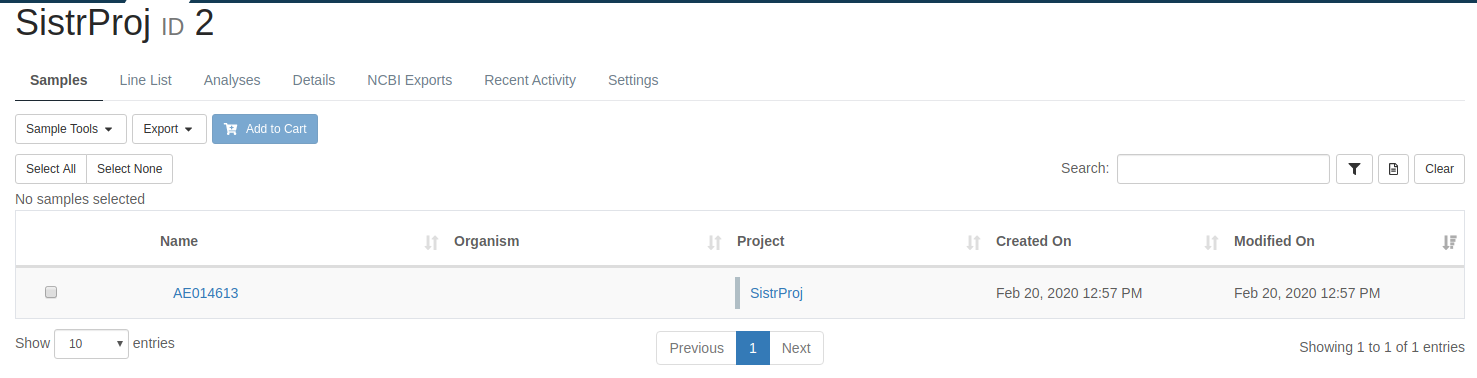 SistrProj ID 2
Samples Line List Analyses Details NCBI Exports Recent Activity Settings
Sample Tools Export Add to Cart
Select All Select None Search: Clear
No samples selected
Name Organism Project Created On Modified On
AE014613 SistrProj Feb 20, 2020 12:57 PM Feb 20, 2020 12:57 PM
Show 10 entries Previous 1 Next Showing 1 to 1 of 1 entries